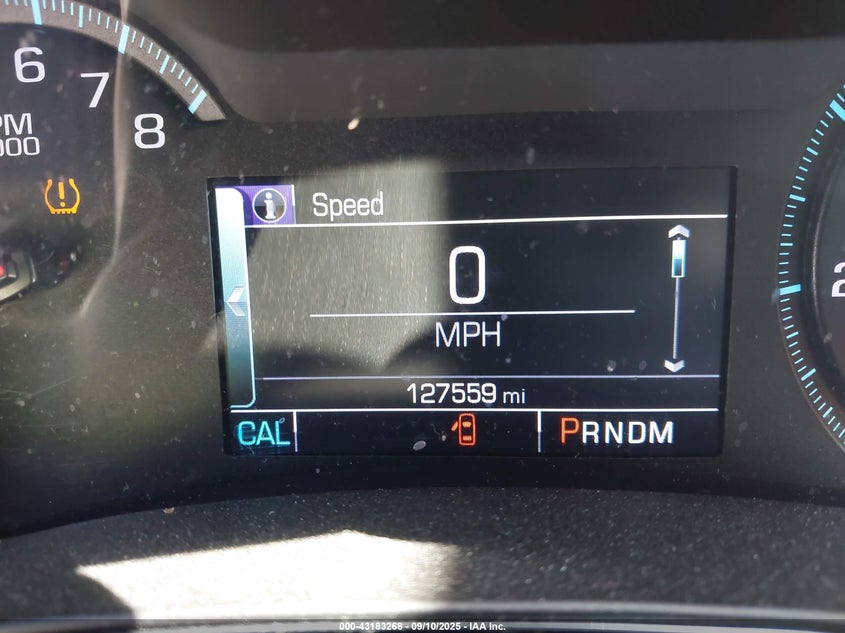 6
7
8
PM
000
Speed
0
MPH
127559 mi
CAL
PRNDM
2
000-43183268 - 09/10/2025 - IAA Inc.